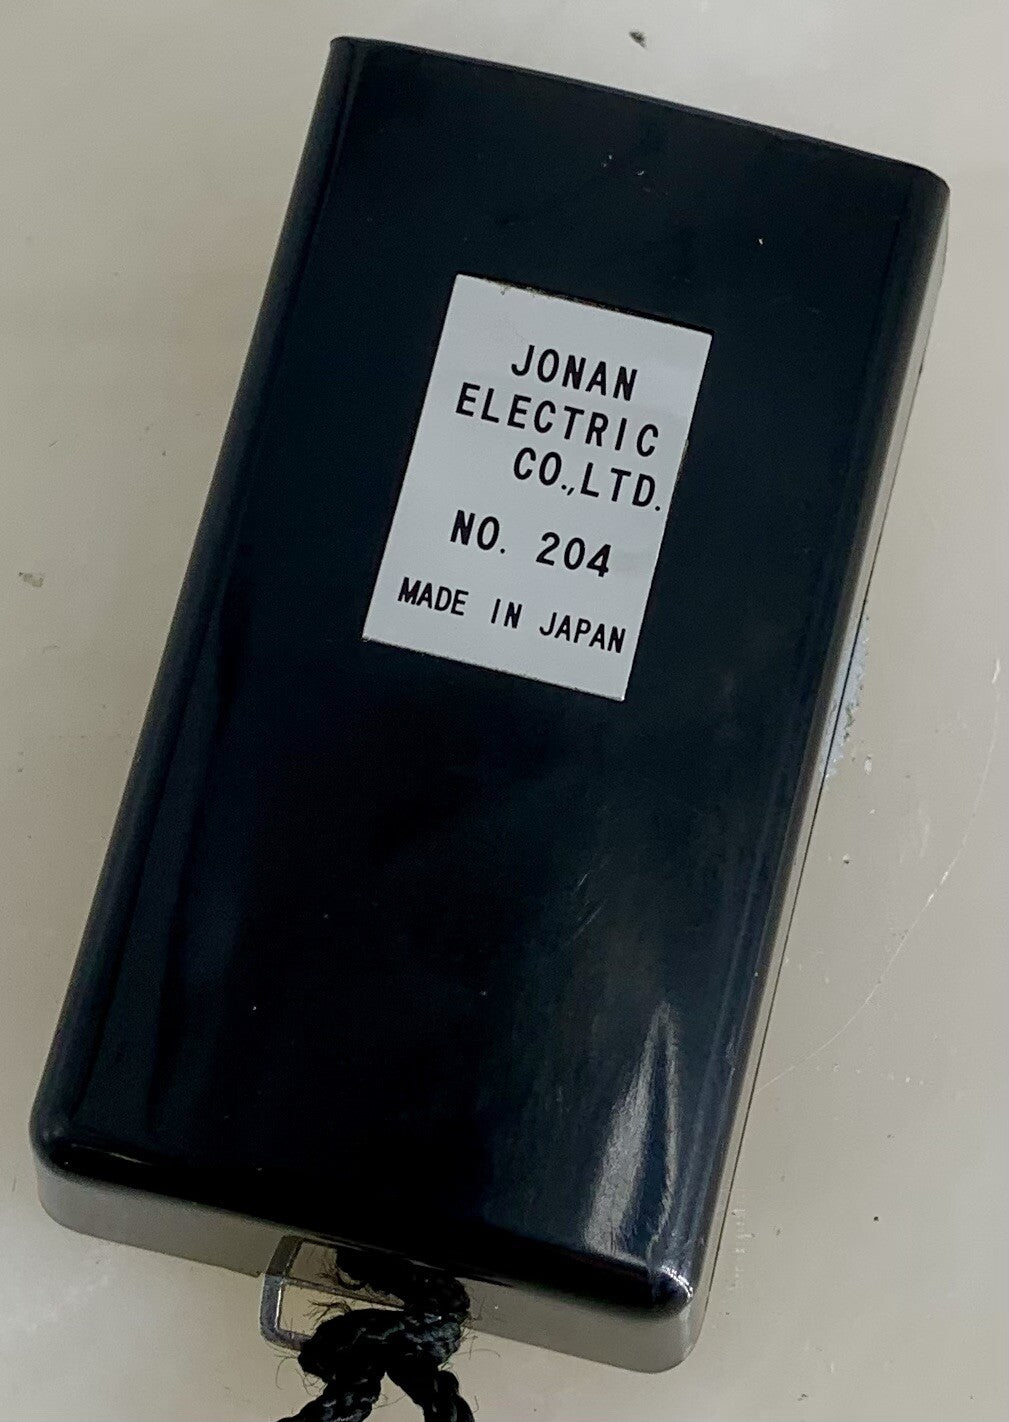 JONAN
ELECTRIC
CO.,LTD.
NO. 204
MADE IN JAPAN